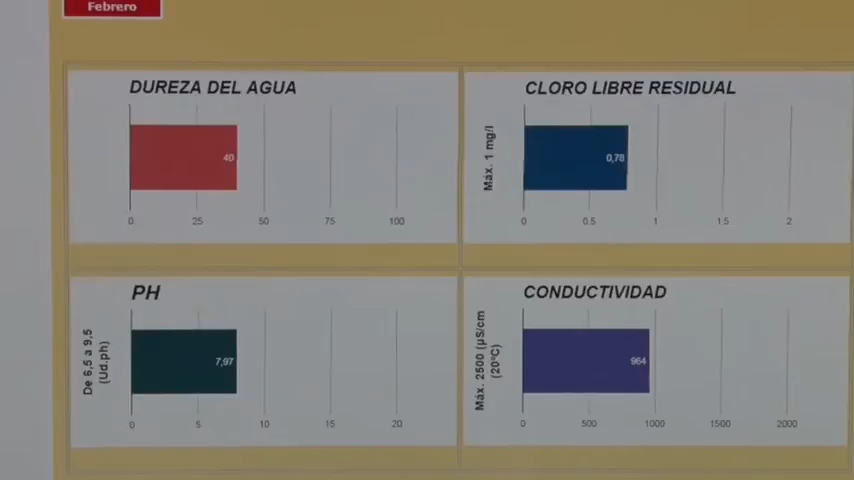 Febrero
DUREZA DEL AGUA
40
0 25 50 75 100
CLORO LIBRE RESIDUAL
Máx. 1 mg/l
0,78
0 0.5 1 1.5 2
PH
De 6,5 a 9,5
(Ud.ph)
7,97
0 5 10 15 20
CONDUCTIVIDAD
Máx. 2500 (µS/cm
(20ºC)
964
0 500 1000 1500 2000